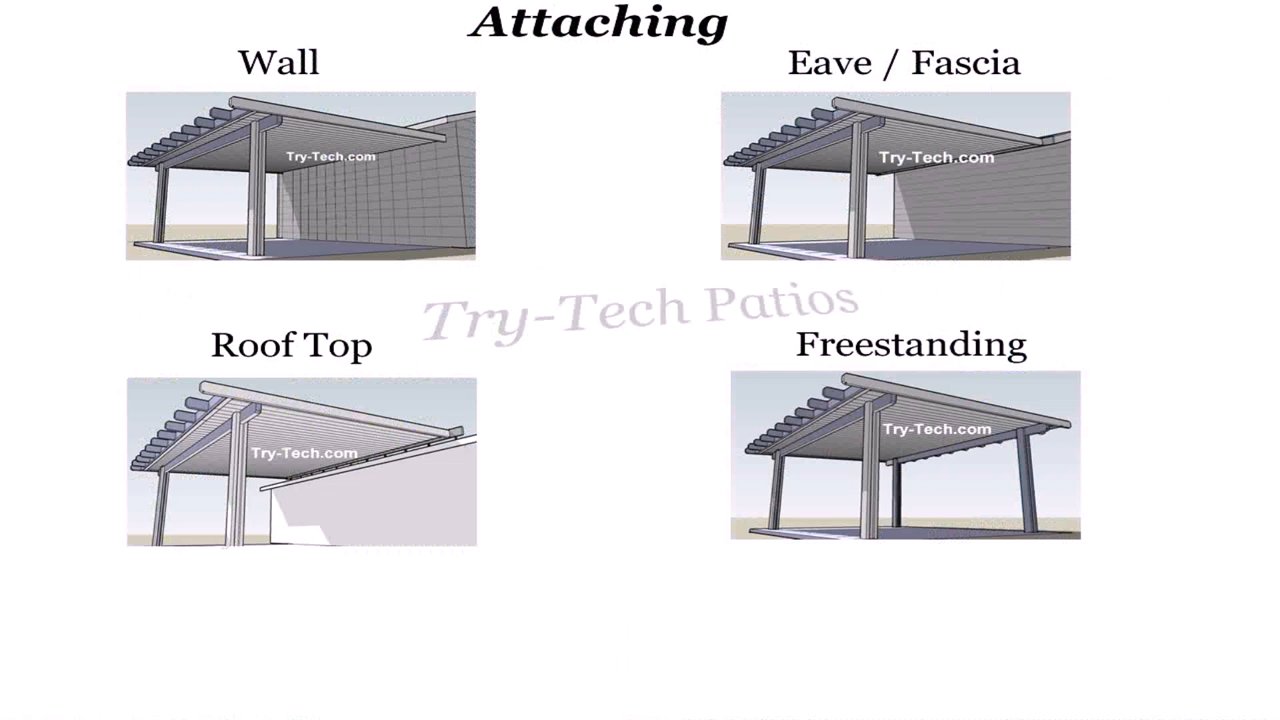 Attaching
Wall
Eave / Fascia
Try-Tech.com
Try-Tech.com
Try-Tech Patios
Roof Top
Freestanding
Try-Tech.com
Try-Tech.com